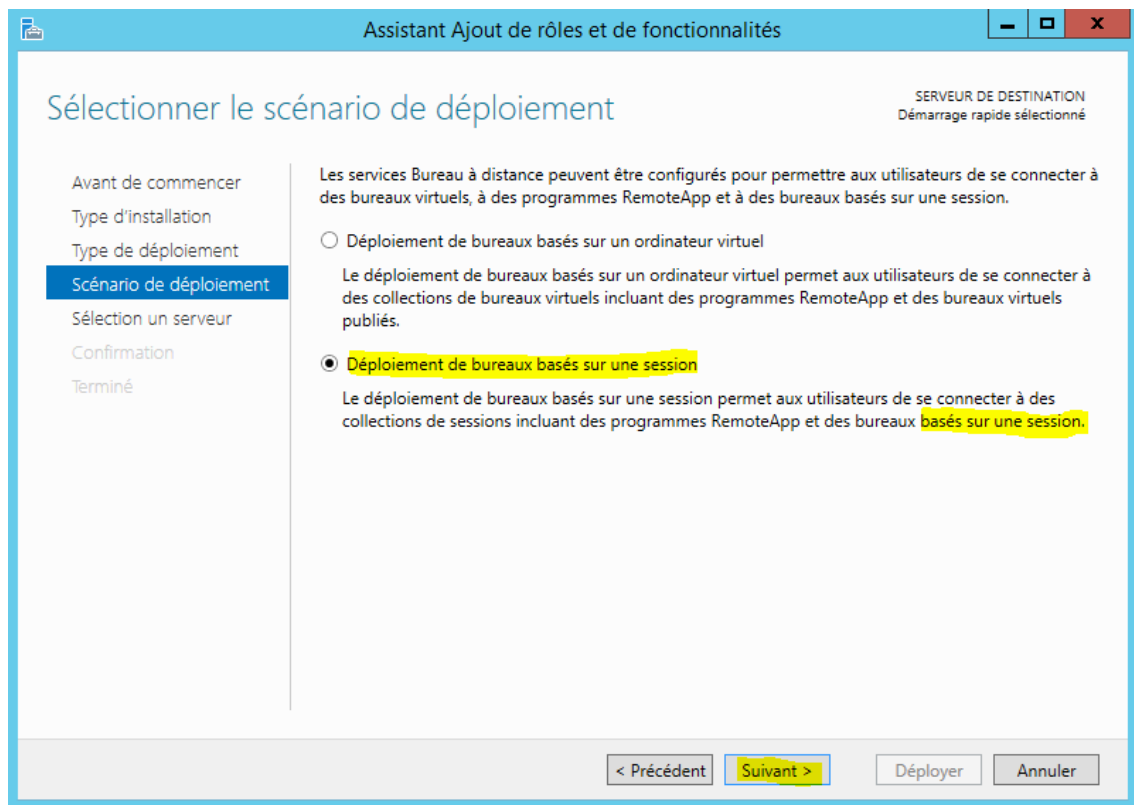 Assistant Ajout de rôles et de fonctionnalités
Sélectionner le scénario de déploiement
SERVEUR DE DESTINATION
Démarrage rapide sélectionné
Avant de commencer
Type d'installation
Type de déploiement
Scénario de déploiement
Sélection un serveur
Confirmation
Terminé
Les services Bureau à distance peuvent être configurés pour permettre aux utilisateurs de se connecter à
des bureaux virtuels, à des programmes RemoteApp et à des bureaux basés sur une session.
Déploiement de bureaux basés sur un ordinateur virtuel
Le déploiement de bureaux basés sur un ordinateur virtuel permet aux utilisateurs de se connecter à
des collections de bureaux virtuels incluant des programmes RemoteApp et des bureaux virtuels
publiés.
Déploiement de bureaux basés sur une session
Le déploiement de bureaux basés sur une session permet aux utilisateurs de se connecter à des
collections de sessions incluant des programmes RemoteApp et des bureaux basés sur une session.
< Précédent
Suivant >
Déployer
Annuler